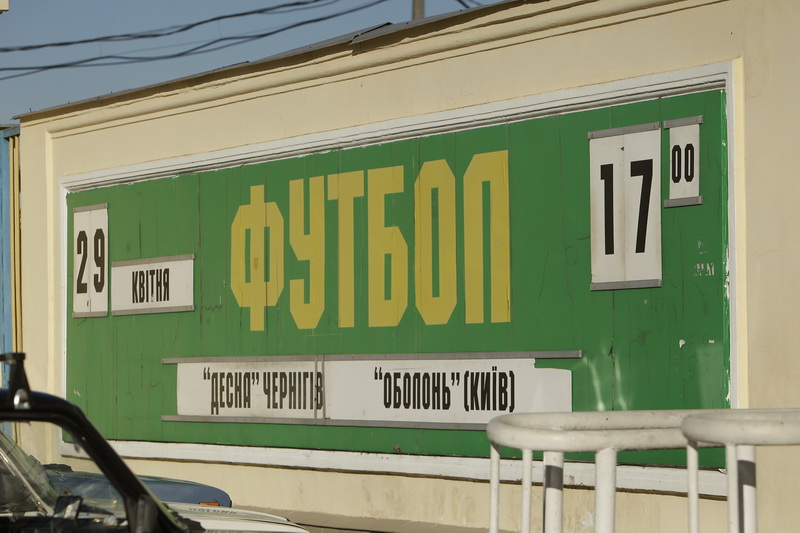 29
КВІТНЯ
ФУТБОЛ
17 00
"ДЕСНА" ЧЕРНІГІВ "ОБОЛОНЬ" (КИЇВ)